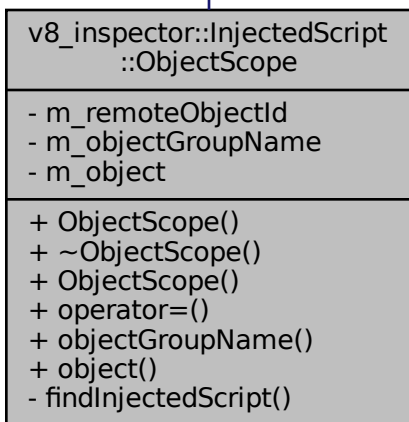 v8_inspector::InjectedScript
::ObjectScope
- m_remoteObjectId
- m_objectGroupName
- m_object
+ ObjectScope()
+ ~ObjectScope()
+ ObjectScope()
+ operator=()
+ objectGroupName()
+ object()
- findInjectedScript()